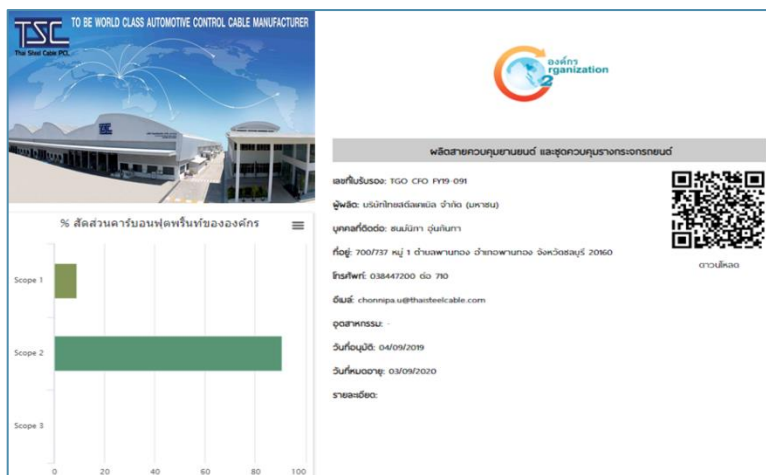 TSC
Thai Steel Cable PCL.
TO BE WORLD CLASS AUTOMOTIVE CONTROL CABLE MANUFACTURER
% สัดส่วนคาร์บอนฟุตพริ้นท์ขององค์กร
Scope 1
Scope 2
Scope 3
0 20 40 60 80 100
องค์กร
rganization
2
ผลิตสายควบคุมยานยนต์ และชุดควบคุมรางกระจกรถยนต์
เลขที่ใบรับรอง: TGO CFO FY19-091
ผู้ผลิต: บริษัทไทยสตีลเคเบิล จำกัด (มหาชน)
บุคคลที่ติดต่อ: ชนม์นิภา อุ่นกันทา
ที่อยู่: 700/737 หมู่ 1 ตำบลพานทอง อำเภอพานทอง จังหวัดชลบุรี 20160
โทรศัพท์: 038447200 ต่อ 710
อีเมล์: chonnipa.u@thaisteelcable.com
อุตสาหกรรม: -
วันที่อนุมัติ: 04/09/2019
วันที่หมดอายุ: 03/09/2020
รายละเอียด:
ดาวน์โหลด